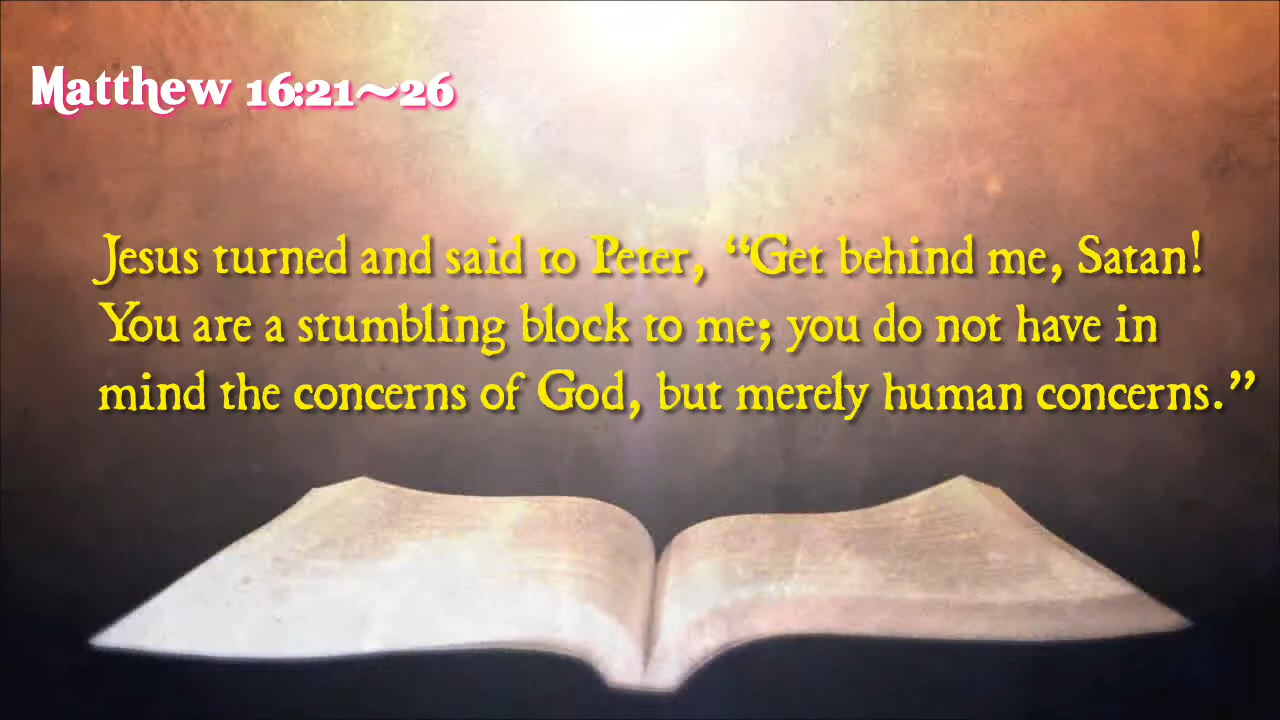 Matthew 16:21~26
Jesus turned and said to Peter, “Get behind me, Satan!
You are a stumbling block to me; you do not have in
mind the concerns of God, but merely human concerns.”